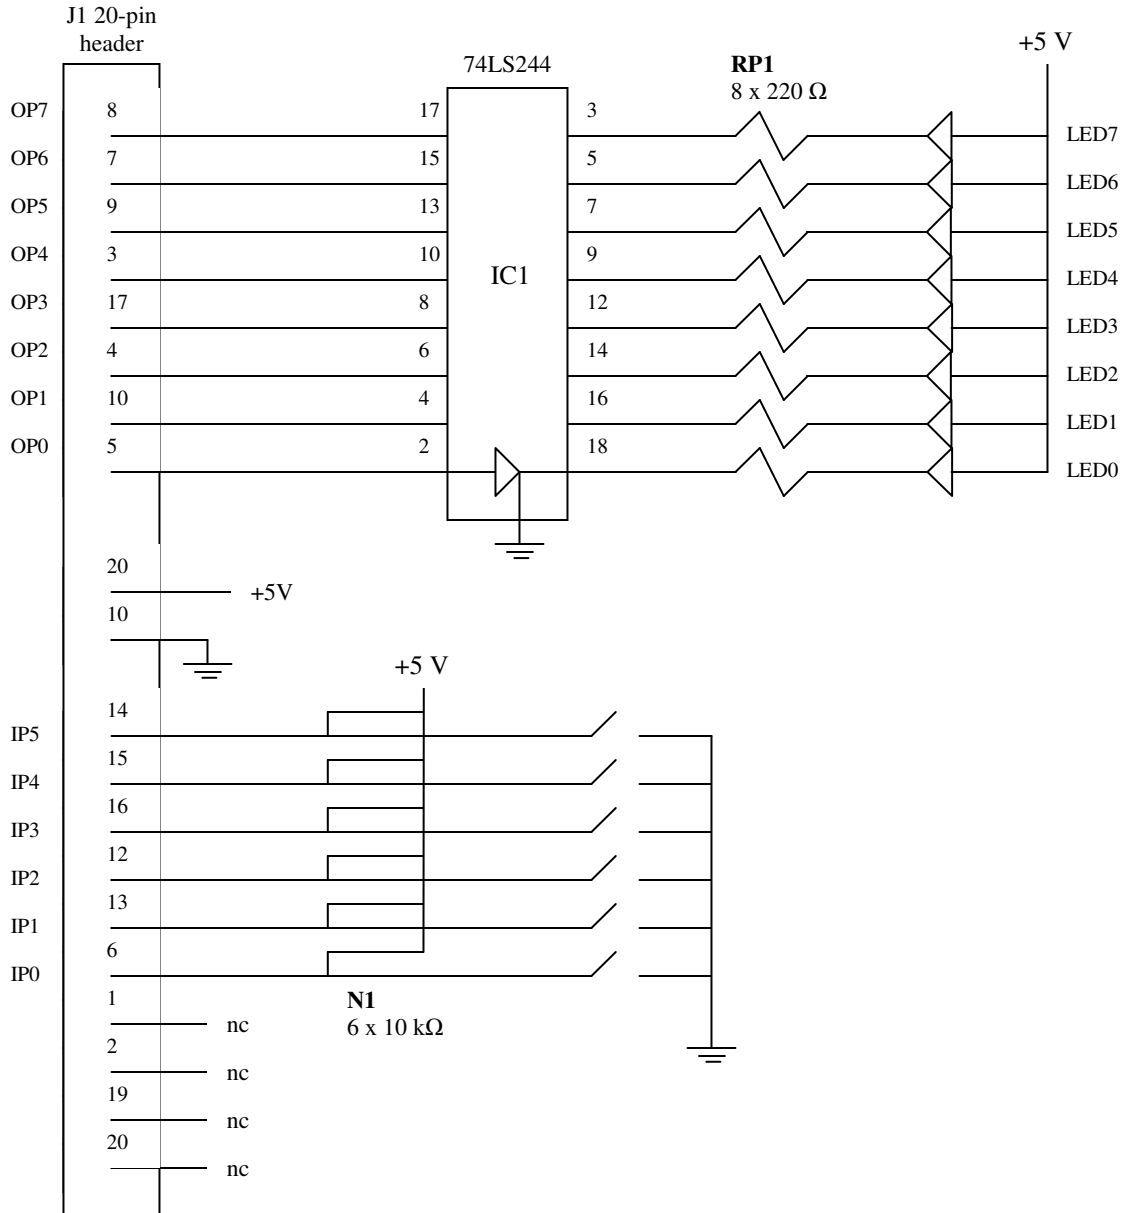 J1 20-pin
header
74LS244
RP1
8 x 220 Ω
+5 V
OP7 8 17 3 LED7
OP6 7 15 5 LED6
OP5 9 13 7 LED5
OP4 3 10 9 LED4
IC1
OP3 17 8 12 LED3
OP2 4 6 14 LED2
OP1 10 4 16 LED1
OP0 5 2 18 LED0
20
+5V
10
+5 V
14
IP5
15
IP4
16
IP3
12
IP2
13
IP1
6
IP0
N1
6 x 10 kΩ
1
nc
2
nc
19
nc
20
nc